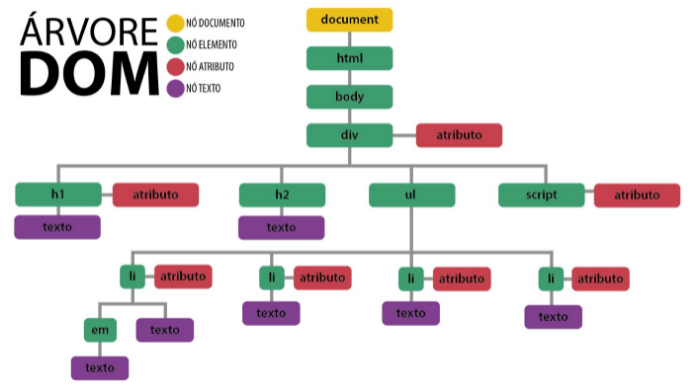 ÁRVORE
DOM
NÓ DOCUMENTO
NÓ ELEMENTO
NÓ ATRIBUTO
NÓ TEXTO
document
html
body
div
atributo
h1
atributo
h2
ul
script
atributo
texto
texto
li
atributo
li
atributo
li
atributo
li
atributo
texto
texto
texto
em
texto
texto